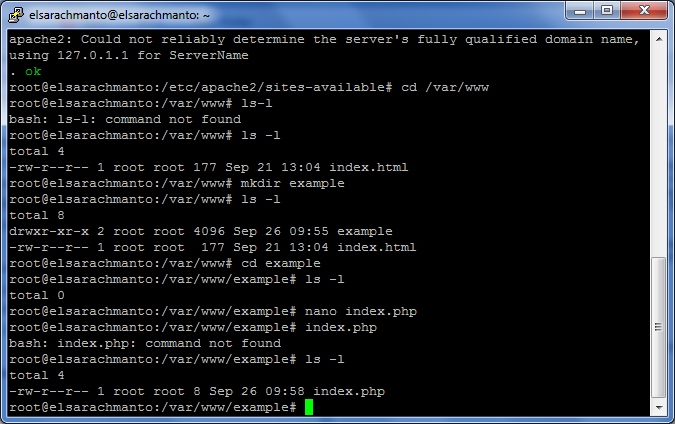 elsarachmanto@elsarachmanto: ~
apache2: Could not reliably determine the server's fully qualified domain name,
using 127.0.1.1 for ServerName
. ok
root@elsarachmanto:/etc/apache2/sites-available# cd /var/www
root@elsarachmanto:/var/www# ls-l
bash: ls-l: command not found
root@elsarachmanto:/var/www# ls -l
total 4
-rw-r--r-- 1 root root 177 Sep 21 13:04 index.html
root@elsarachmanto:/var/www# mkdir example
root@elsarachmanto:/var/www# ls -l
total 8
drwxr-xr-x 2 root root 4096 Sep 26 09:55 example
-rw-r--r-- 1 root root  177 Sep 21 13:04 index.html
root@elsarachmanto:/var/www# cd example
root@elsarachmanto:/var/www/example# ls -l
total 0
root@elsarachmanto:/var/www/example# nano index.php
root@elsarachmanto:/var/www/example# index.php
bash: index.php: command not found
root@elsarachmanto:/var/www/example# ls -l
total 4
-rw-r--r-- 1 root root 8 Sep 26 09:58 index.php
root@elsarachmanto:/var/www/example#